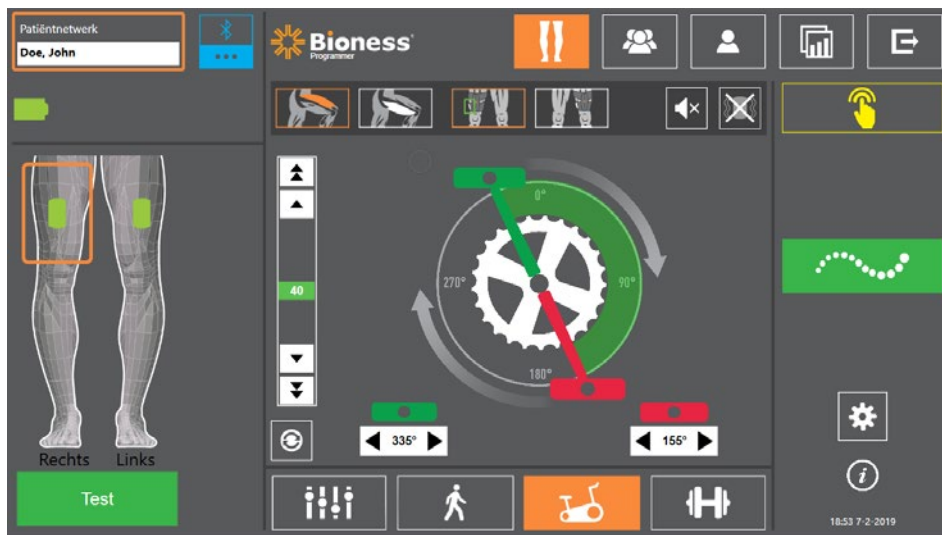 Patiëntnetwerk
Doe, John
Bioness
Programmer
0°
90°
180°
270°
40
335°
155°
Rechts Links
Test
18:53 7-2-2019